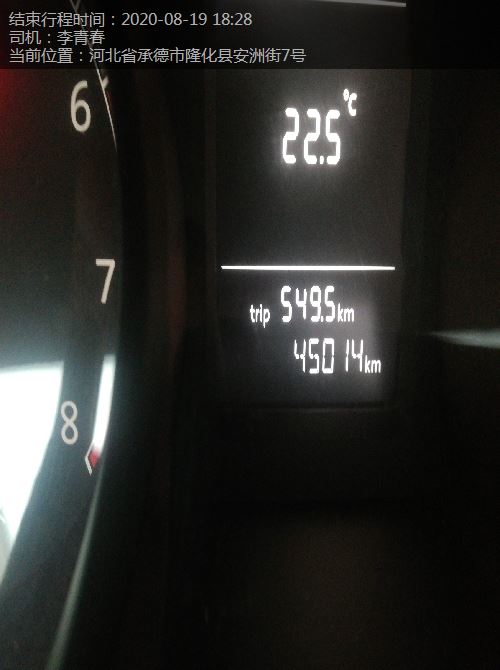 结束行程时间：2020-08-19 18:28
司机：李青春
当前位置：河北省承德市隆化县安洲街7号
6
22.5°C
7
trip 549.5km
45014km
8